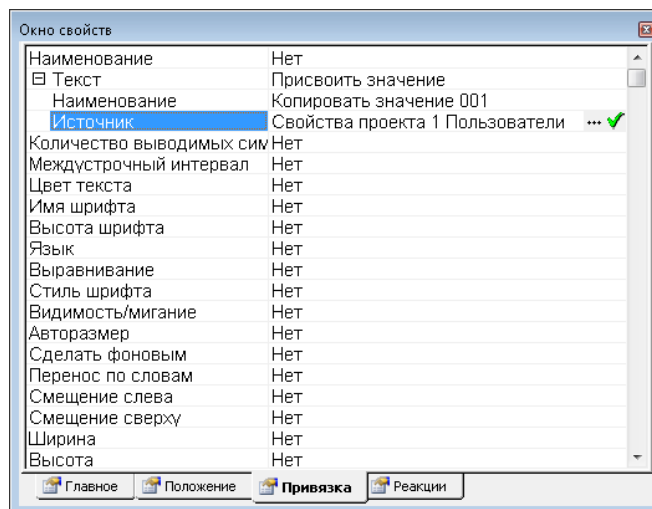 Окно свойств
Наименование Нет
Текст Присвоить значение
Наименование Копировать значение 001
Источник Свойства проекта 1 Пользователи ...
Количество выводимых сим Нет
Междустрочный интервал Нет
Цвет текста Нет
Имя шрифта Нет
Высота шрифта Нет
Язык Нет
Выравнивание Нет
Стиль шрифта Нет
Видимость/мигание Нет
Авторазмер Нет
Сделать фоновым Нет
Перенос по словам Нет
Смещение слева Нет
Смещение сверху Нет
Ширина Нет
Высота Нет
Главное Положение Привязка Реакции